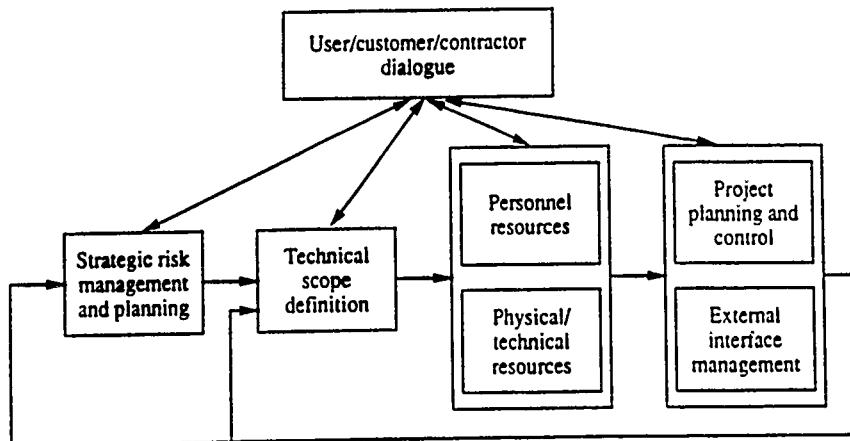 User/customer/contractor
dialogue
Strategic risk
management
and planning
Technical
scope
definition
Personnel
resources
Physical/
technical
resources
Project
planning and
control
External
interface
management